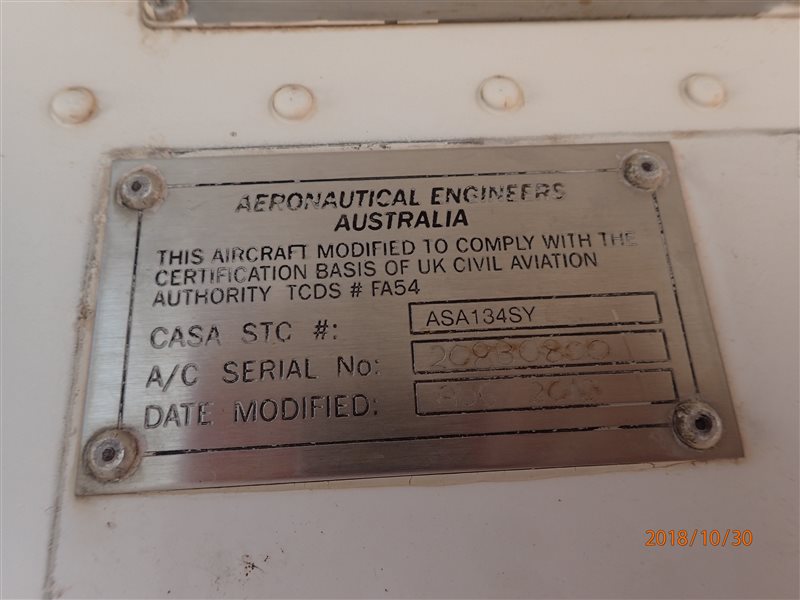 AERONAUTICAL ENGINEERS
AUSTRALIA
THIS AIRCRAFT MODIFIED TO COMPLY WITH THE
CERTIFICATION BASIS OF UK CIVIL AVIATION
AUTHORITY TCDS # FA54
CASA STC #: ASA134SY
A/C SERIAL No:
DATE MODIFIED:
2018/10/30